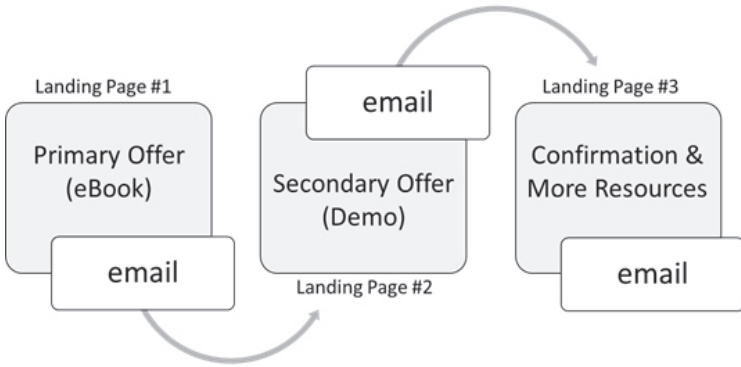 Landing Page #1
Primary Offer
(eBook)
email
email
Secondary Offer
(Demo)
Landing Page #2
Landing Page #3
Confirmation &
More Resources
email